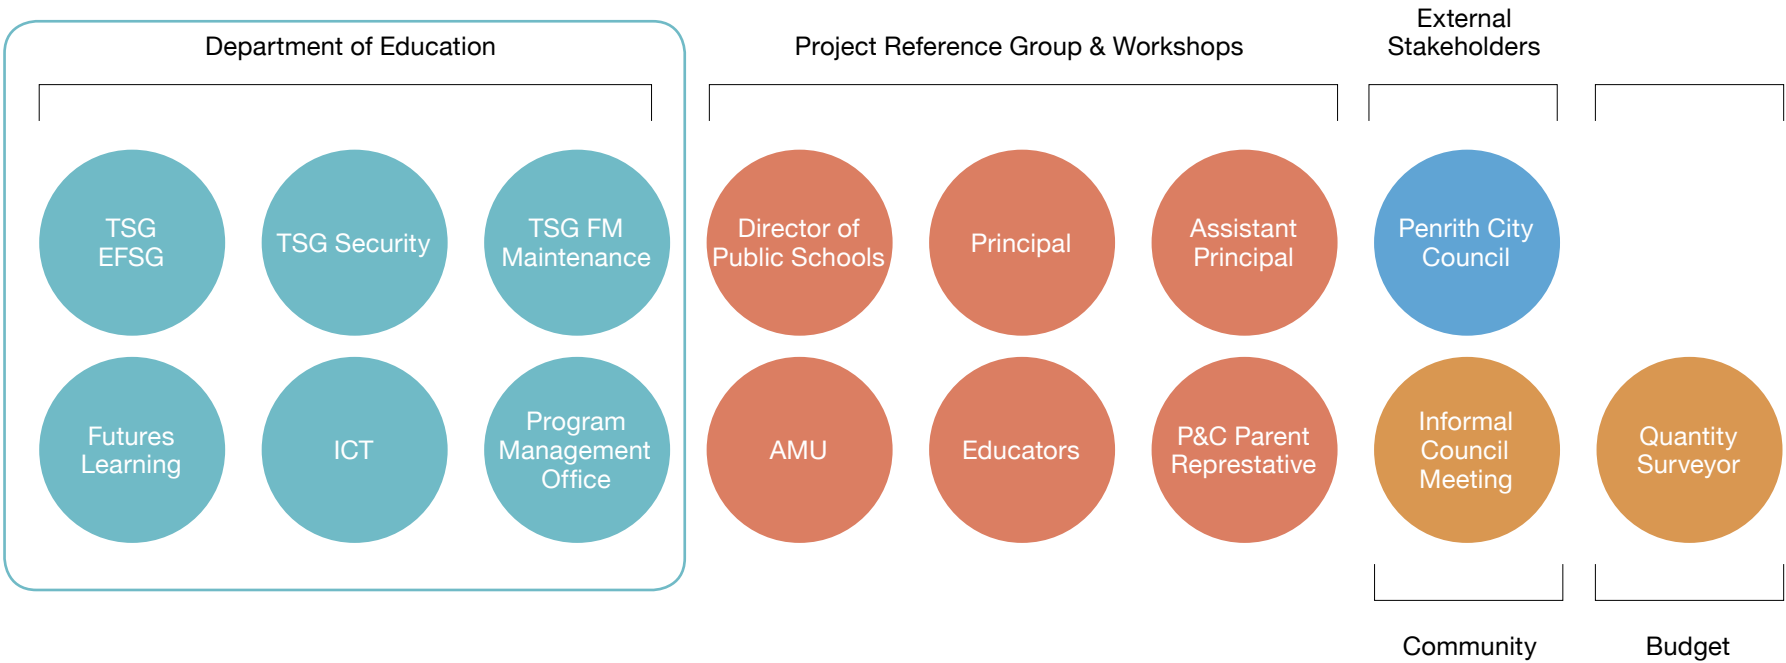 Department of Education
Project Reference Group & Workshops
External
Stakeholders
TSG
EFSG
TSG Security
TSG FM
Maintenance
Director of
Public Schools
Principal
Assistant
Principal
Penrith City
Council
Futures
Learning
ICT
Program
Management
Office
AMU
Educators
P&C Parent
Represtative
Informal
Council
Meeting
Quantity
Surveyor
Community
Budget